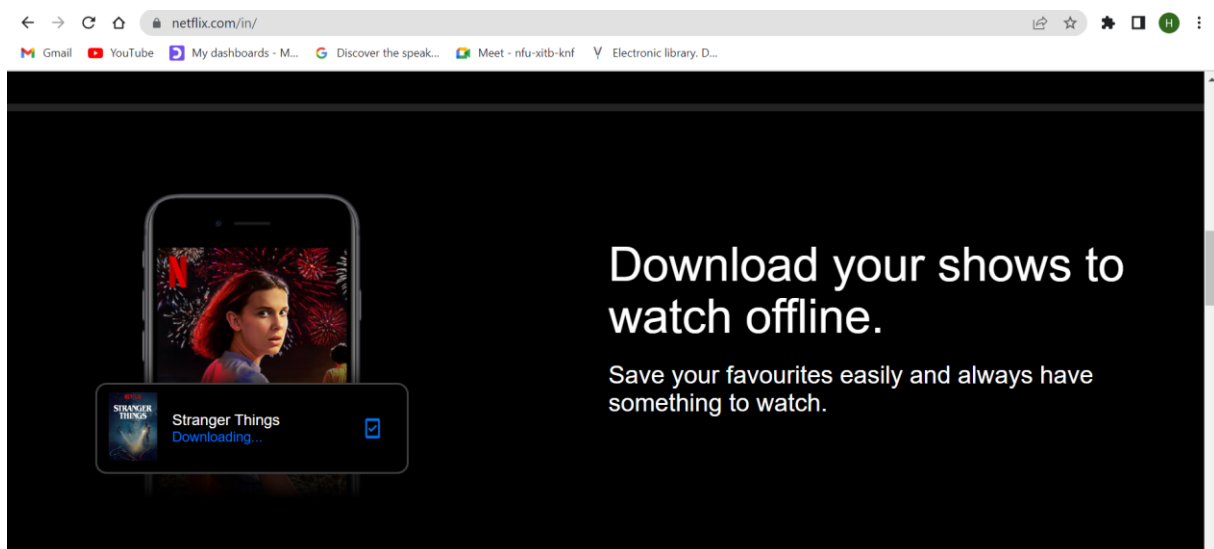 netflix.com/in/
H
Gmail YouTube My dashboards - M... Discover the speak... Meet - nfu-xitb-knf Electronic library. D...
N
Download your shows to
watch offline.
Save your favourites easily and always have
something to watch.
STRANGER
THINGS
Stranger Things
Downloading...